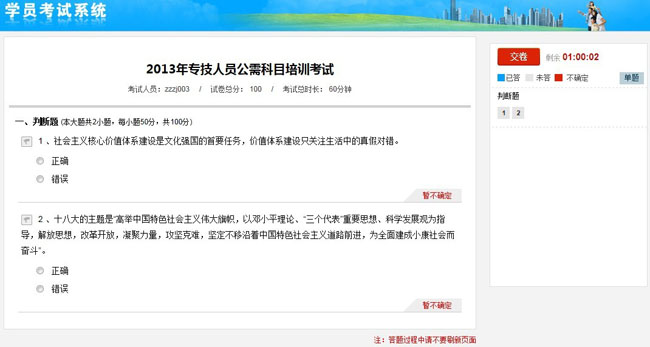 学员考试系统
2013年专技人员公需科目培训考试
考试人员：zzzj003 / 试卷总分： 100 / 考试总时长： 60分钟
一、判断题 (本大题共2小题，每小题50分，共100分)
1 、社会主义核心价值体系建设是文化强国的首要任务，价值体系建设只关注生活中的真假对错。
正确
错误
暂不确定
2 、十八大的主题是“高举中国特色社会主义伟大旗帜，以邓小平理论、“三个代表”重要思想、科学发展观为指
导，解放思想，改革开放，凝聚力量，攻坚克难，坚定不移沿着中国特色社会主义道路前进，为全面建成小康社会而
奋斗”。
正确
错误
暂不确定
注：答题过程中请不要刷新页面
交卷 剩余 01:00:02
已答 未答 不确定 单题
判断题
1 2